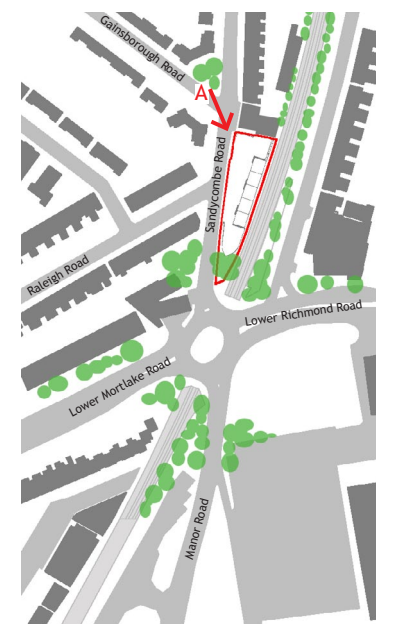 Gainsborough Road
A
Sandycombe Road
Raleigh Road
Lower Richmond Road
Lower Mortlake Road
Manor Road